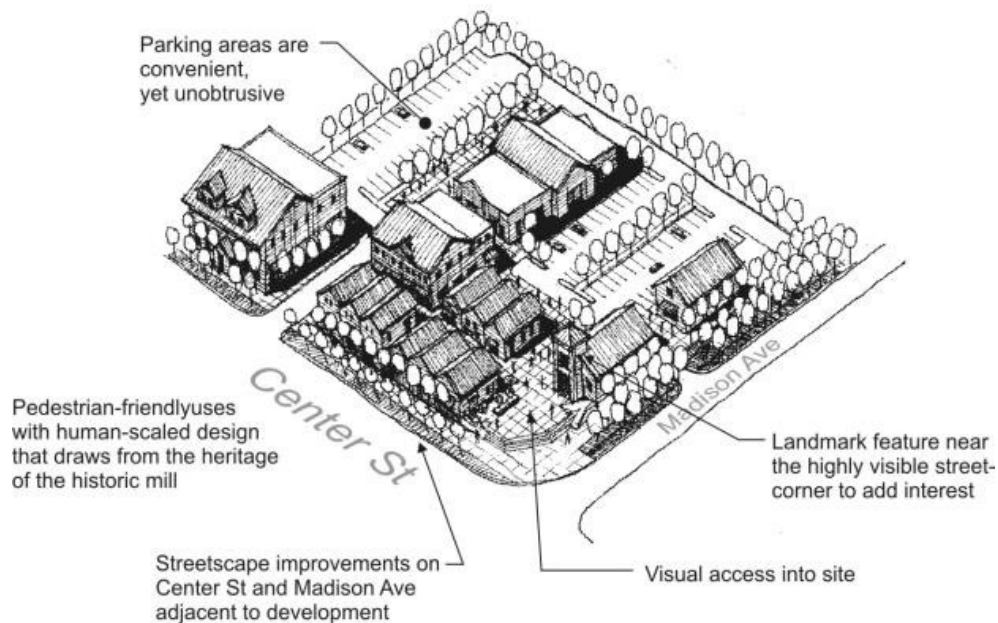 Parking areas are
convenient,
yet unobtrusive
Pedestrian-friendlyuses
with human-scaled design
that draws from the heritage
of the historic mill
Center St
Madison Ave
Landmark feature near
the highly visible street-
corner to add interest
Streetscape improvements on
Center St and Madison Ave
adjacent to development
Visual access into site